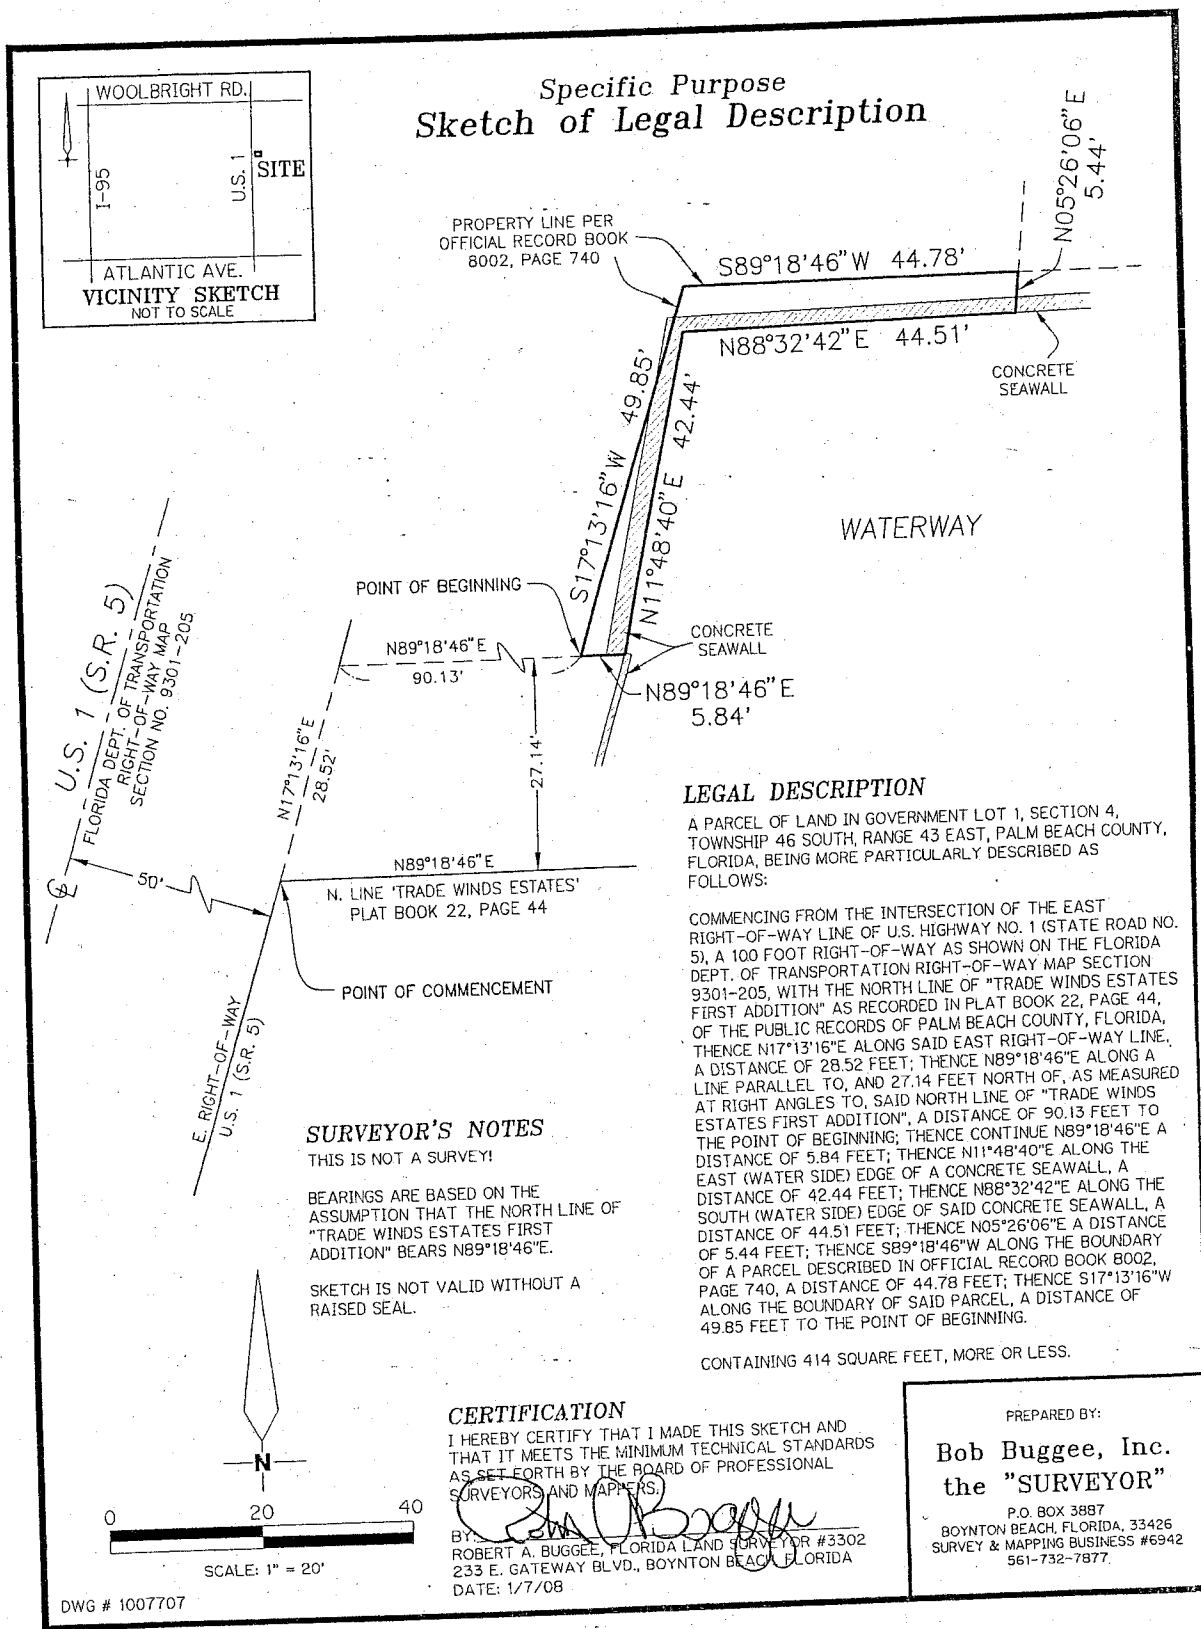 Specific Purpose
Sketch of Legal Description
WOOLBRIGHT RD.
I-95
U.S. 1
SITE
ATLANTIC AVE.
VICINITY SKETCH
NOT TO SCALE
PROPERTY LINE PER
OFFICIAL RECORD BOOK
8002, PAGE 740
S89°18'46"W 44.78'
N05°26'06"E
5.44'
N88°32'42"E 44.51'
CONCRETE
SEAWALL
S17°13'16"W 49.85'
N11°48'40"E 42.44'
WATERWAY
POINT OF BEGINNING
CONCRETE
SEAWALL
N89°18'46"E
5.84'
N89°18'46"E
90.13'
27.14'
N17°13'16"E
28.52'
U.S. 1 (S.R. 5)
FLORIDA DEPT. OF TRANSPORTATION
RIGHT-OF-WAY MAP
SECTION NO. 9301-205
50'
N89°18'46"E
N. LINE 'TRADE WINDS ESTATES'
PLAT BOOK 22, PAGE 44
POINT OF COMMENCEMENT
E. RIGHT-OF-WAY
U.S. 1 (S.R. 5)
LEGAL DESCRIPTION
A PARCEL OF LAND IN GOVERNMENT LOT 1, SECTION 4,
TOWNSHIP 46 SOUTH, RANGE 43 EAST, PALM BEACH COUNTY,
FLORIDA, BEING MORE PARTICULARLY DESCRIBED AS
FOLLOWS:
COMMENCING FROM THE INTERSECTION OF THE EAST
RIGHT-OF-WAY LINE OF U.S. HIGHWAY NO. 1 (STATE ROAD NO.
5), A 100 FOOT RIGHT-OF-WAY AS SHOWN ON THE FLORIDA
DEPT. OF TRANSPORTATION RIGHT-OF-WAY MAP SECTION
9301-205, WITH THE NORTH LINE OF "TRADE WINDS ESTATES
FIRST ADDITION" AS RECORDED IN PLAT BOOK 22, PAGE 44,
OF THE PUBLIC RECORDS OF PALM BEACH COUNTY, FLORIDA,
THENCE N17°13'16"E ALONG SAID EAST RIGHT-OF-WAY LINE,
A DISTANCE OF 28.52 FEET; THENCE N89°18'46"E ALONG A
LINE PARALLEL TO, AND 27.14 FEET NORTH OF, AS MEASURED
AT RIGHT ANGLES TO, SAID NORTH LINE OF "TRADE WINDS
ESTATES FIRST ADDITION", A DISTANCE OF 90.13 FEET TO
THE POINT OF BEGINNING; THENCE CONTINUE N89°18'46"E A
DISTANCE OF 5.84 FEET; THENCE N11°48'40"E ALONG THE
EAST (WATER SIDE) EDGE OF A CONCRETE SEAWALL, A
DISTANCE OF 42.44 FEET; THENCE N88°32'42"E ALONG THE
SOUTH (WATER SIDE) EDGE OF SAID CONCRETE SEAWALL, A
DISTANCE OF 44.51 FEET; THENCE N05°26'06"E A DISTANCE
OF 5.44 FEET; THENCE S89°18'46"W ALONG THE BOUNDARY
OF A PARCEL DESCRIBED IN OFFICIAL RECORD BOOK 8002,
PAGE 740, A DISTANCE OF 44.78 FEET; THENCE S17°13'16"W
ALONG THE BOUNDARY OF SAID PARCEL, A DISTANCE OF
49.85 FEET TO THE POINT OF BEGINNING.
CONTAINING 414 SQUARE FEET, MORE OR LESS.
SURVEYOR'S NOTES
THIS IS NOT A SURVEY!
BEARINGS ARE BASED ON THE
ASSUMPTION THAT THE NORTH LINE OF
"TRADE WINDS ESTATES FIRST
ADDITION" BEARS N89°18'46"E.
SKETCH IS NOT VALID WITHOUT A
RAISED SEAL.
N
0 20 40
SCALE: 1" = 20'
DWG # 1007707
CERTIFICATION
I HEREBY CERTIFY THAT I MADE THIS SKETCH AND
THAT IT MEETS THE MINIMUM TECHNICAL STANDARDS
AS SET FORTH BY THE BOARD OF PROFESSIONAL
SURVEYORS AND MAPPERS.
BY:
ROBERT A. BUGGEE, FLORIDA LAND SURVEYOR #3302
233 E. GATEWAY BLVD., BOYNTON BEACH, FLORIDA
DATE: 1/7/08
PREPARED BY:
Bob Buggee, Inc.
the "SURVEYOR"
P.O. BOX 3887
BOYNTON BEACH, FLORIDA, 33426
SURVEY & MAPPING BUSINESS #6942
561-732-7877